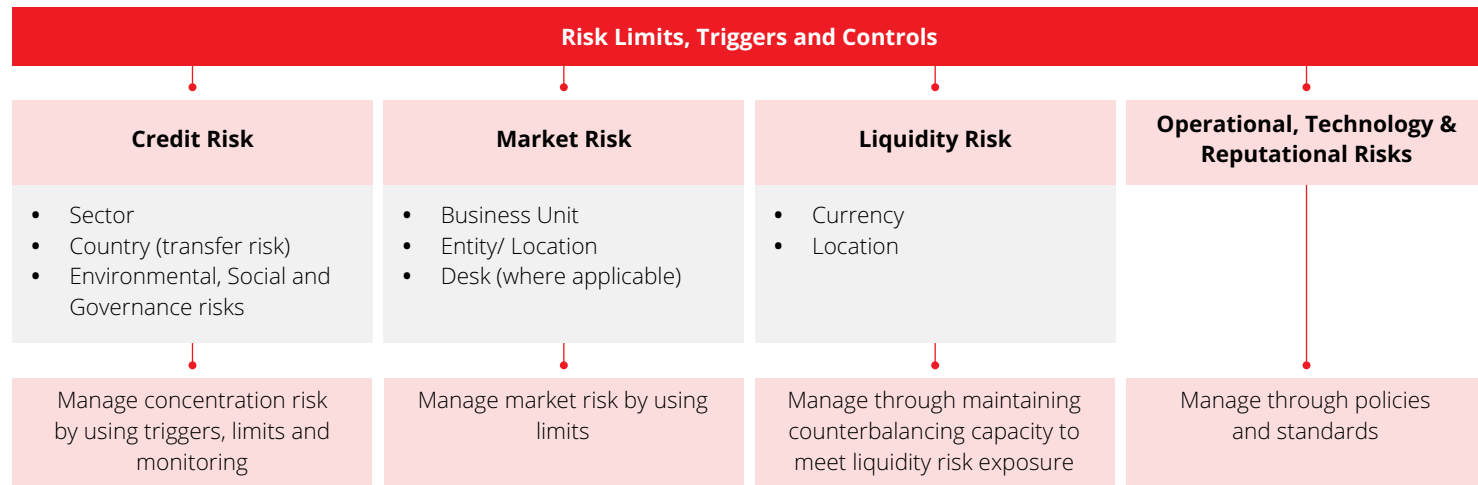 Risk Limits, Triggers and Controls
Credit Risk
• Sector
• Country (transfer risk)
• Environmental, Social and
Governance risks
Manage concentration risk
by using triggers, limits and
monitoring
Market Risk
• Business Unit
• Entity/ Location
• Desk (where applicable)
Manage market risk by using
limits
Liquidity Risk
• Currency
• Location
Manage through maintaining
counterbalancing capacity to
meet liquidity risk exposure
Operational, Technology &
Reputational Risks
Manage through policies
and standards